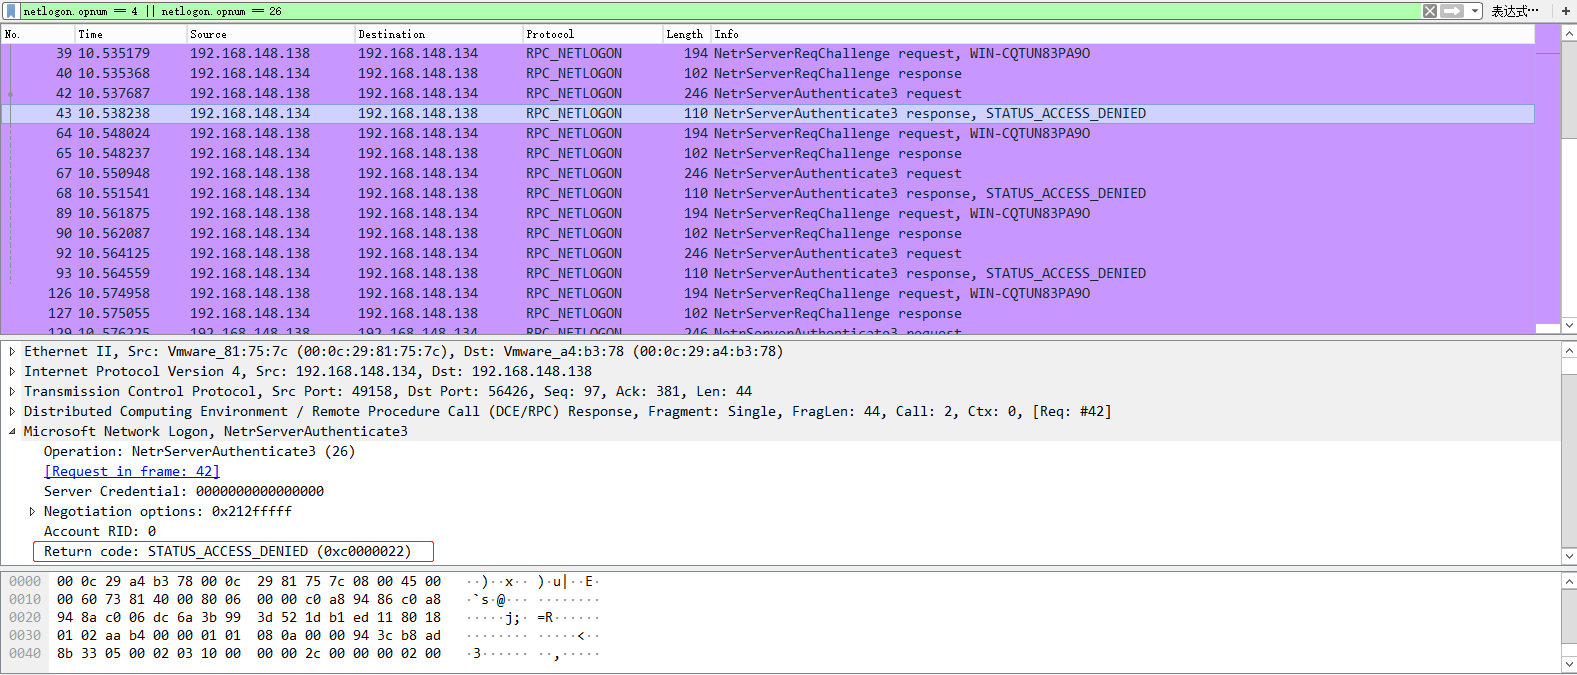 netlogon.opnum == 4 || netlogon.opnum == 26 表达式… +
No. Time Source Destination Protocol Length Info
39 10.535179 192.168.148.138 192.168.148.134 RPC_NETLOGON 194 NetrServerReqChallenge request, WIN-CQTUN83PA9O
40 10.535368 192.168.148.134 192.168.148.138 RPC_NETLOGON 102 NetrServerReqChallenge response
42 10.537687 192.168.148.138 192.168.148.134 RPC_NETLOGON 246 NetrServerAuthenticate3 request
43 10.538238 192.168.148.134 192.168.148.138 RPC_NETLOGON 110 NetrServerAuthenticate3 response, STATUS_ACCESS_DENIED
64 10.548024 192.168.148.138 192.168.148.134 RPC_NETLOGON 194 NetrServerReqChallenge request, WIN-CQTUN83PA9O
65 10.548237 192.168.148.134 192.168.148.138 RPC_NETLOGON 102 NetrServerReqChallenge response
67 10.550948 192.168.148.138 192.168.148.134 RPC_NETLOGON 246 NetrServerAuthenticate3 request
68 10.551541 192.168.148.134 192.168.148.138 RPC_NETLOGON 110 NetrServerAuthenticate3 response, STATUS_ACCESS_DENIED
89 10.561875 192.168.148.138 192.168.148.134 RPC_NETLOGON 194 NetrServerReqChallenge request, WIN-CQTUN83PA9O
90 10.562087 192.168.148.134 192.168.148.138 RPC_NETLOGON 102 NetrServerReqChallenge response
92 10.564125 192.168.148.138 192.168.148.134 RPC_NETLOGON 246 NetrServerAuthenticate3 request
93 10.564559 192.168.148.134 192.168.148.138 RPC_NETLOGON 110 NetrServerAuthenticate3 response, STATUS_ACCESS_DENIED
126 10.574958 192.168.148.138 192.168.148.134 RPC_NETLOGON 194 NetrServerReqChallenge request, WIN-CQTUN83PA9O
127 10.575055 192.168.148.134 192.168.148.138 RPC_NETLOGON 102 NetrServerReqChallenge response
129 10.576225 192.168.148.138 192.168.148.134 RPC_NETLOGON 246 NetrServerAuthenticate3 request
Ethernet II, Src: Vmware_81:75:7c (00:0c:29:81:75:7c), Dst: Vmware_a4:b3:78 (00:0c:29:a4:b3:78)
Internet Protocol Version 4, Src: 192.168.148.134, Dst: 192.168.148.138
Transmission Control Protocol, Src Port: 49158, Dst Port: 56426, Seq: 97, Ack: 381, Len: 44
Distributed Computing Environment / Remote Procedure Call (DCE/RPC) Response, Fragment: Single, FragLen: 44, Call: 2, Ctx: 0, [Req: #42]
Microsoft Network Logon, NetrServerAuthenticate3
Operation: NetrServerAuthenticate3 (26)
[Request in frame: 42]
Server Credential: 0000000000000000
Negotiation options: 0x212fffff
Account RID: 0
Return code: STATUS_ACCESS_DENIED (0xc0000022)
0000 00 0c 29 a4 b3 78 00 0c 29 81 75 7c 08 00 45 00 ··)··x·· )·u|··E·
0010 00 60 73 81 40 00 80 06 00 00 c0 a8 94 86 c0 a8 ·`s·@··· ········
0020 94 8a c0 06 dc 6a 3b 99 3d 52 1d b1 ed 11 80 18 ·····j;· =R······
0030 01 02 aa b4 00 00 01 01 08 0a 00 00 94 3c b8 ad ········ ·····<··
0040 8b 33 05 00 02 03 10 00 00 00 2c 00 00 00 02 00 ·3······ ··,·····